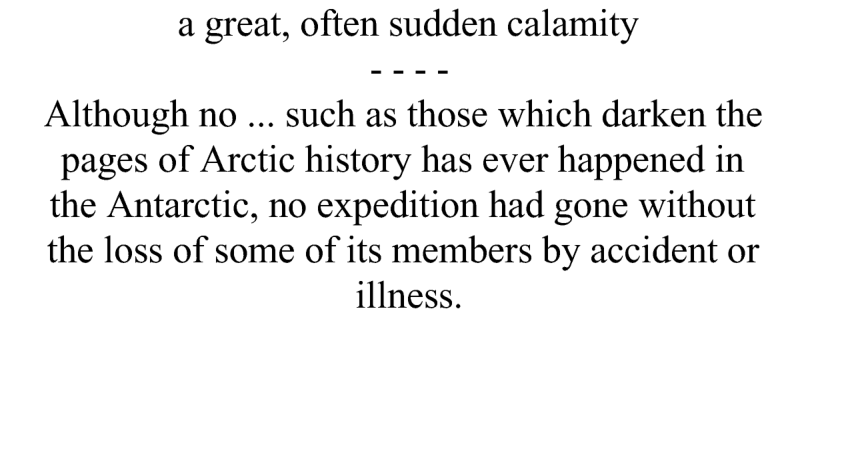 a great, often sudden calamity
- - - -
Although no ... such as those which darken the
pages of Arctic history has ever happened in
the Antarctic, no expedition had gone without
the loss of some of its members by accident or
illness.